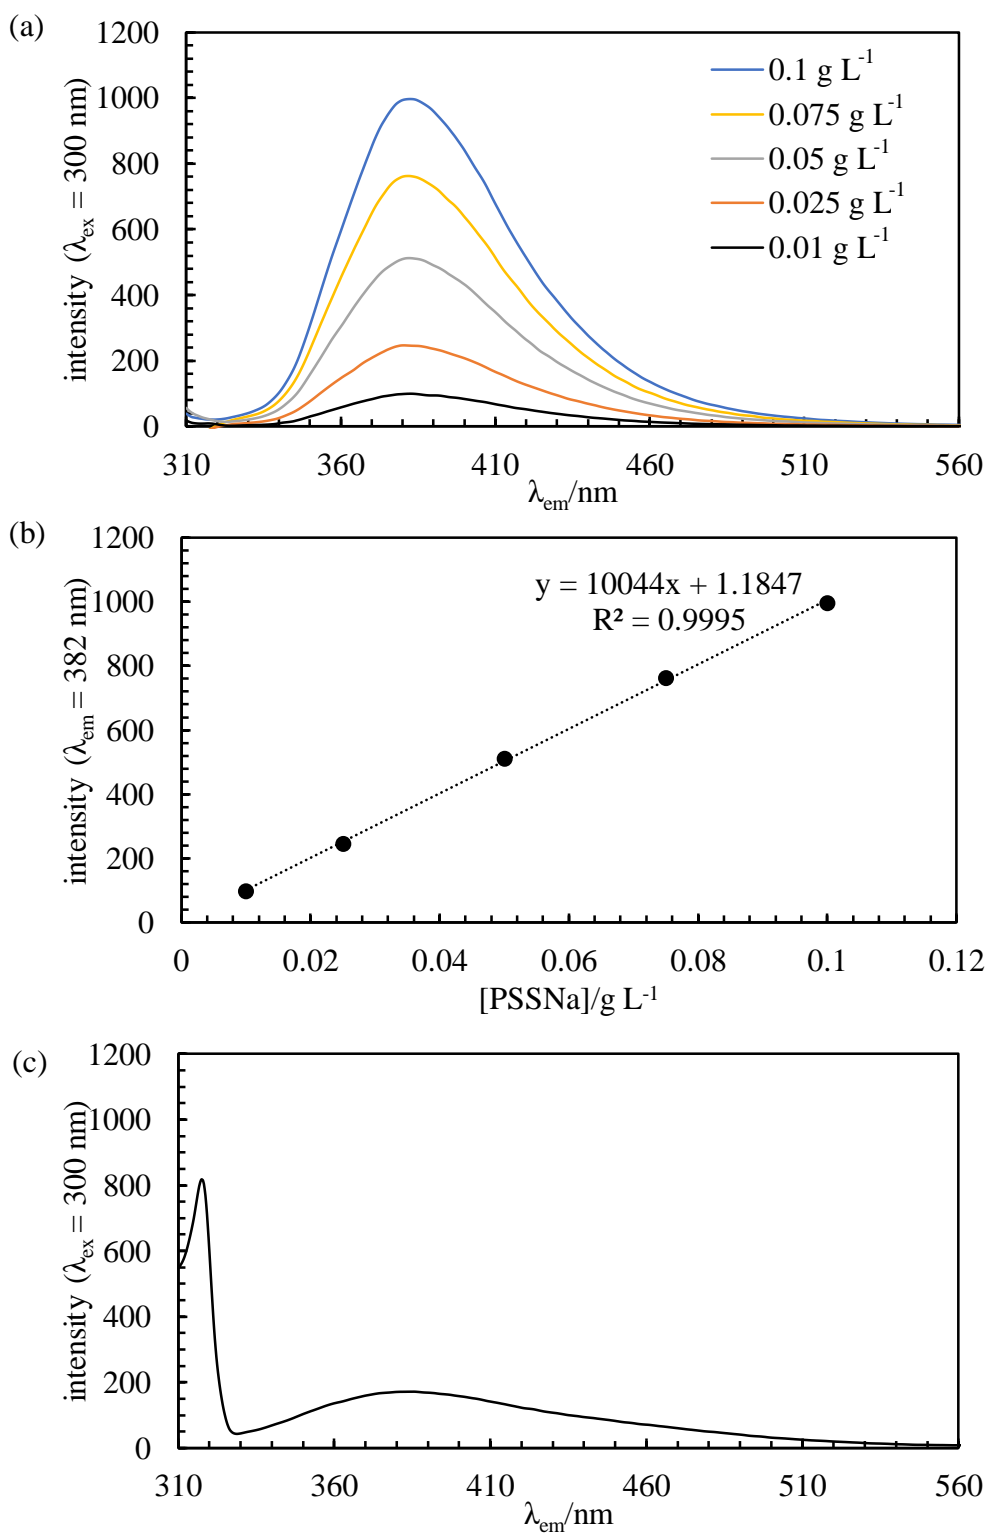 (a)
1200
1000
800
600
400
200
0
intensity (λex = 300 nm)
0.1 g L-1
0.075 g L-1
0.05 g L-1
0.025 g L-1
0.01 g L-1
310 360 410 460 510 560
λem/nm
(b)
1200
1000
800
600
400
200
0
intensity (λem = 382 nm)
y = 10044x + 1.1847
R² = 0.9995
0 0.02 0.04 0.06 0.08 0.1 0.12
[PSSNa]/g L-1
(c)
1200
1000
800
600
400
200
0
intensity (λex = 300 nm)
310 360 410 460 510 560
λem/nm